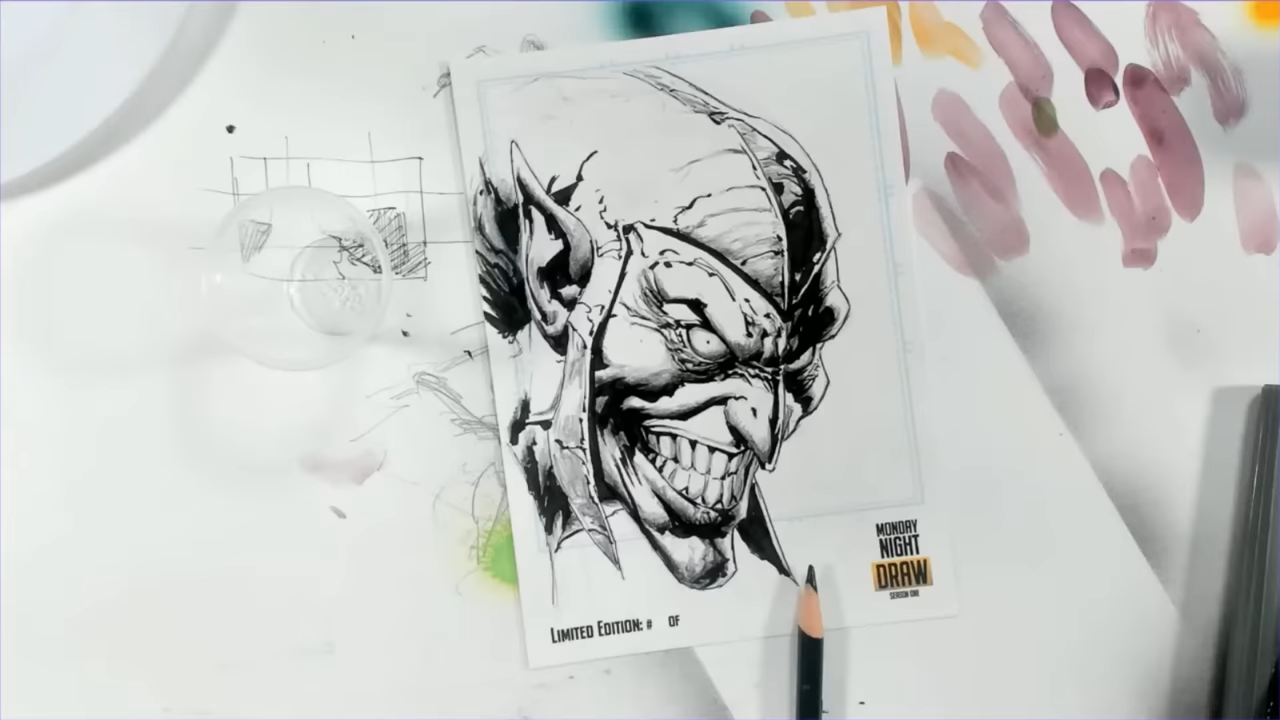 MONDAY
NIGHT
DRAW
SEASON ONE
LIMITED EDITION: # OF